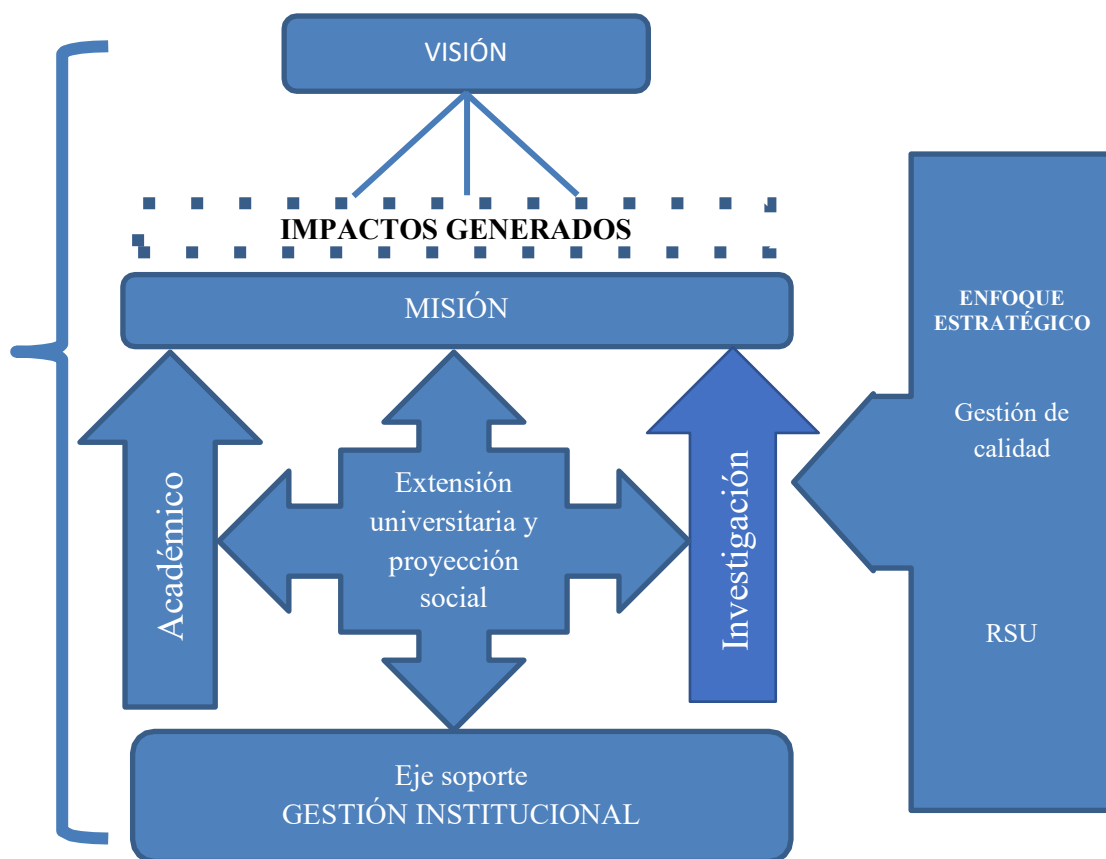 VISIÓN
IMPACTOS GENERADOS
MISIÓN
Académico
Extensión
universitaria y
proyección
social
Investigación
Eje soporte
GESTIÓN INSTITUCIONAL
ENFOQUE
ESTRATÉGICO
Gestión de
calidad
RSU